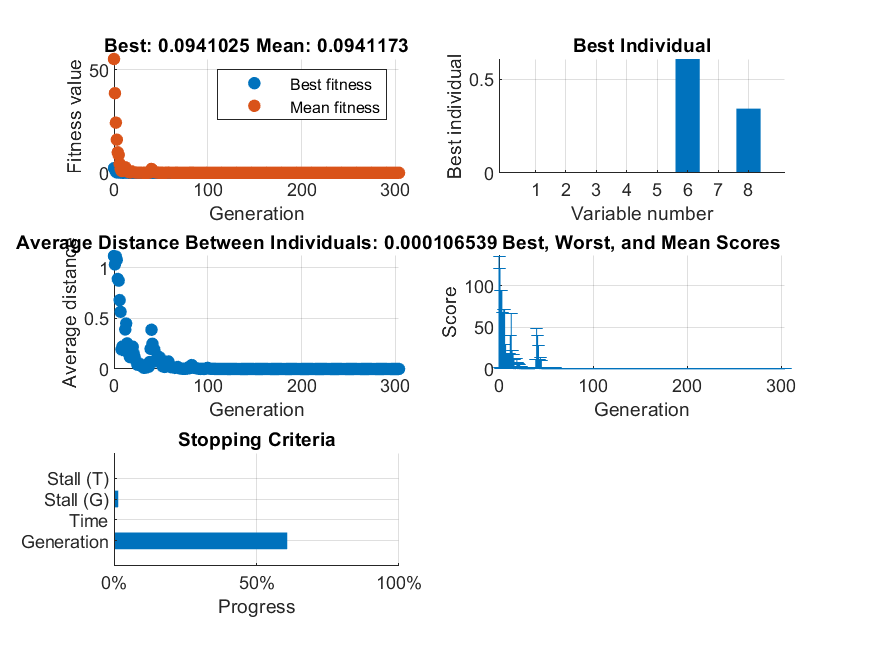 Best: 0.0941025 Mean: 0.0941173
Fitness value
50
0
Best fitness
Mean fitness
0 100 200 300
Generation
Best Individual
Best individual
0.5
0
1 2 3 4 5 6 7 8
Variable number
Average Distance Between Individuals: 0.000106539
Average distance
1
0.5
0
0 100 200 300
Generation
Best, Worst, and Mean Scores
Score
100
50
0
0 100 200 300
Generation
Stopping Criteria
Stall (T)
Stall (G)
Time
Generation
0% 50% 100%
Progress